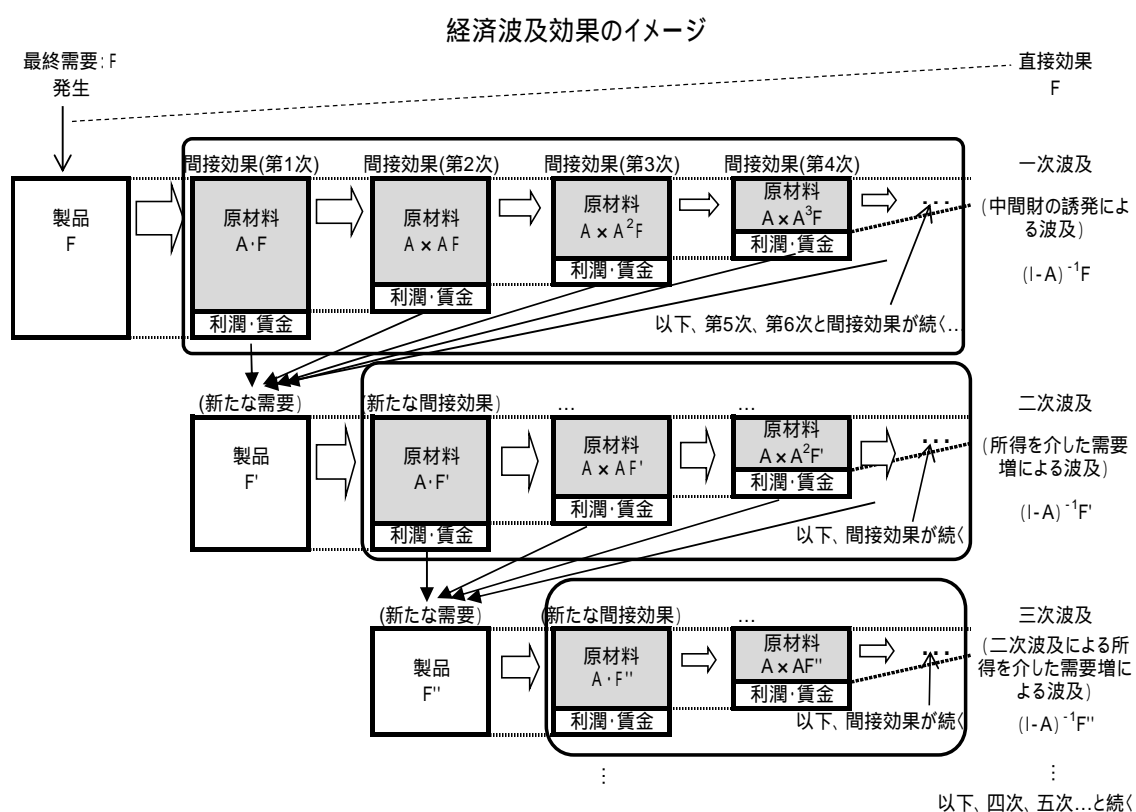 経済波及効果のイメージ
最終需要:F
発生
直接効果
F
間接効果(第1次)
間接効果(第2次)
間接効果(第3次)
間接効果(第4次)
一次波及
製品
F
原材料
A・F
利潤・賃金
原材料
A×AF
利潤・賃金
原材料
A×A²F
利潤・賃金
原材料
A×A³F
利潤・賃金
…
(中間財の誘発によ
る波及)
(I-A)⁻¹F
以下、第5次、第6次と間接効果が続く…
(新たな需要)
(新たな間接効果)
…
…
二次波及
製品
F'
原材料
A・F'
利潤・賃金
原材料
A×AF'
利潤・賃金
原材料
A×A²F'
利潤・賃金
…
(所得を介した需要
増による波及)
(I-A)⁻¹F'
以下、間接効果が続く
(新たな需要)
(新たな間接効果)
…
三次波及
製品
F''
原材料
A・F''
利潤・賃金
原材料
A×AF''
利潤・賃金
…
(二次波及による所
得を介した需要増に
よる波及)
(I-A)⁻¹F''
以下、間接効果が続く
⋮
⋮
以下、四次、五次…と続く